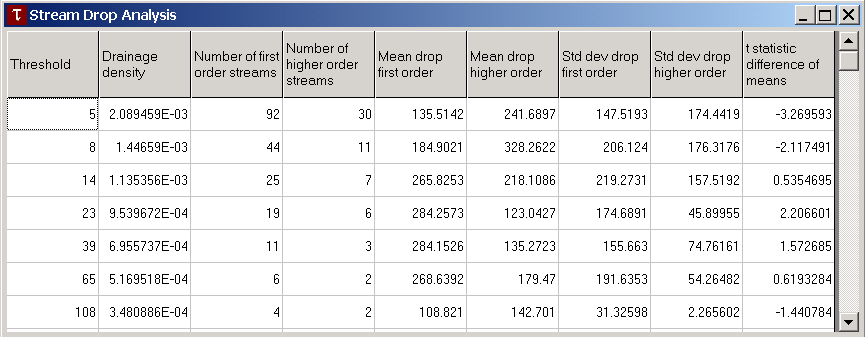 τ Stream Drop Analysis
Threshold Drainage density Number of first order streams Number of higher order streams Mean drop first order Mean drop higher order Std dev drop first order Std dev drop higher order t statistic difference of means
5 2.089459E-03 92 30 135.5142 241.6897 147.5193 174.4419 -3.269593
8 1.44659E-03 44 11 184.9021 328.2622 206.124 176.3176 -2.117491
14 1.135356E-03 25 7 265.8253 218.1086 219.2731 157.5192 0.5354695
23 9.539672E-04 19 6 284.2573 123.0427 174.6891 45.89955 2.206601
39 6.955737E-04 11 3 284.1526 135.2723 155.663 74.76161 1.572685
65 5.169518E-04 6 2 268.6392 179.47 191.6353 54.26482 0.6193284
108 3.480886E-04 4 2 108.821 142.701 31.32598 2.265602 -1.440784